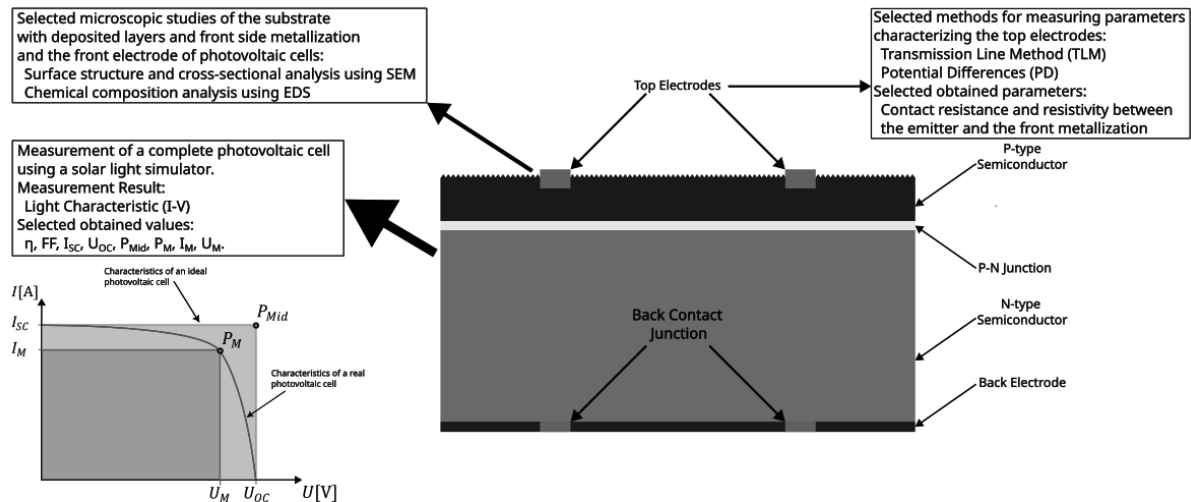 Selected microscopic studies of the substrate
with deposited layers and front side metallization
and the front electrode of photovoltaic cells:
Surface structure and cross-sectional analysis using SEM
Chemical composition analysis using EDS
Selected methods for measuring parameters
characterizing the top electrodes:
Transmission Line Method (TLM)
Potential Differences (PD)
Selected obtained parameters:
Contact resistance and resistivity between
the emitter and the front metallization
Top Electrodes
Measurement of a complete photovoltaic cell
using a solar light simulator.
Measurement Result:
Light Characteristic (I-V)
Selected obtained values:
η, FF, I_SC, U_OC, P_Mid, P_M, I_M, U_M.
P-type
Semiconductor
P-N Junction
N-type
Semiconductor
Back Contact
Junction
Back Electrode
Characteristics of an ideal
photovoltaic cell
I[A]
I_SC
P_Mid
I_M
P_M
Characteristics of a real
photovoltaic cell
U_M
U_OC
U[V]